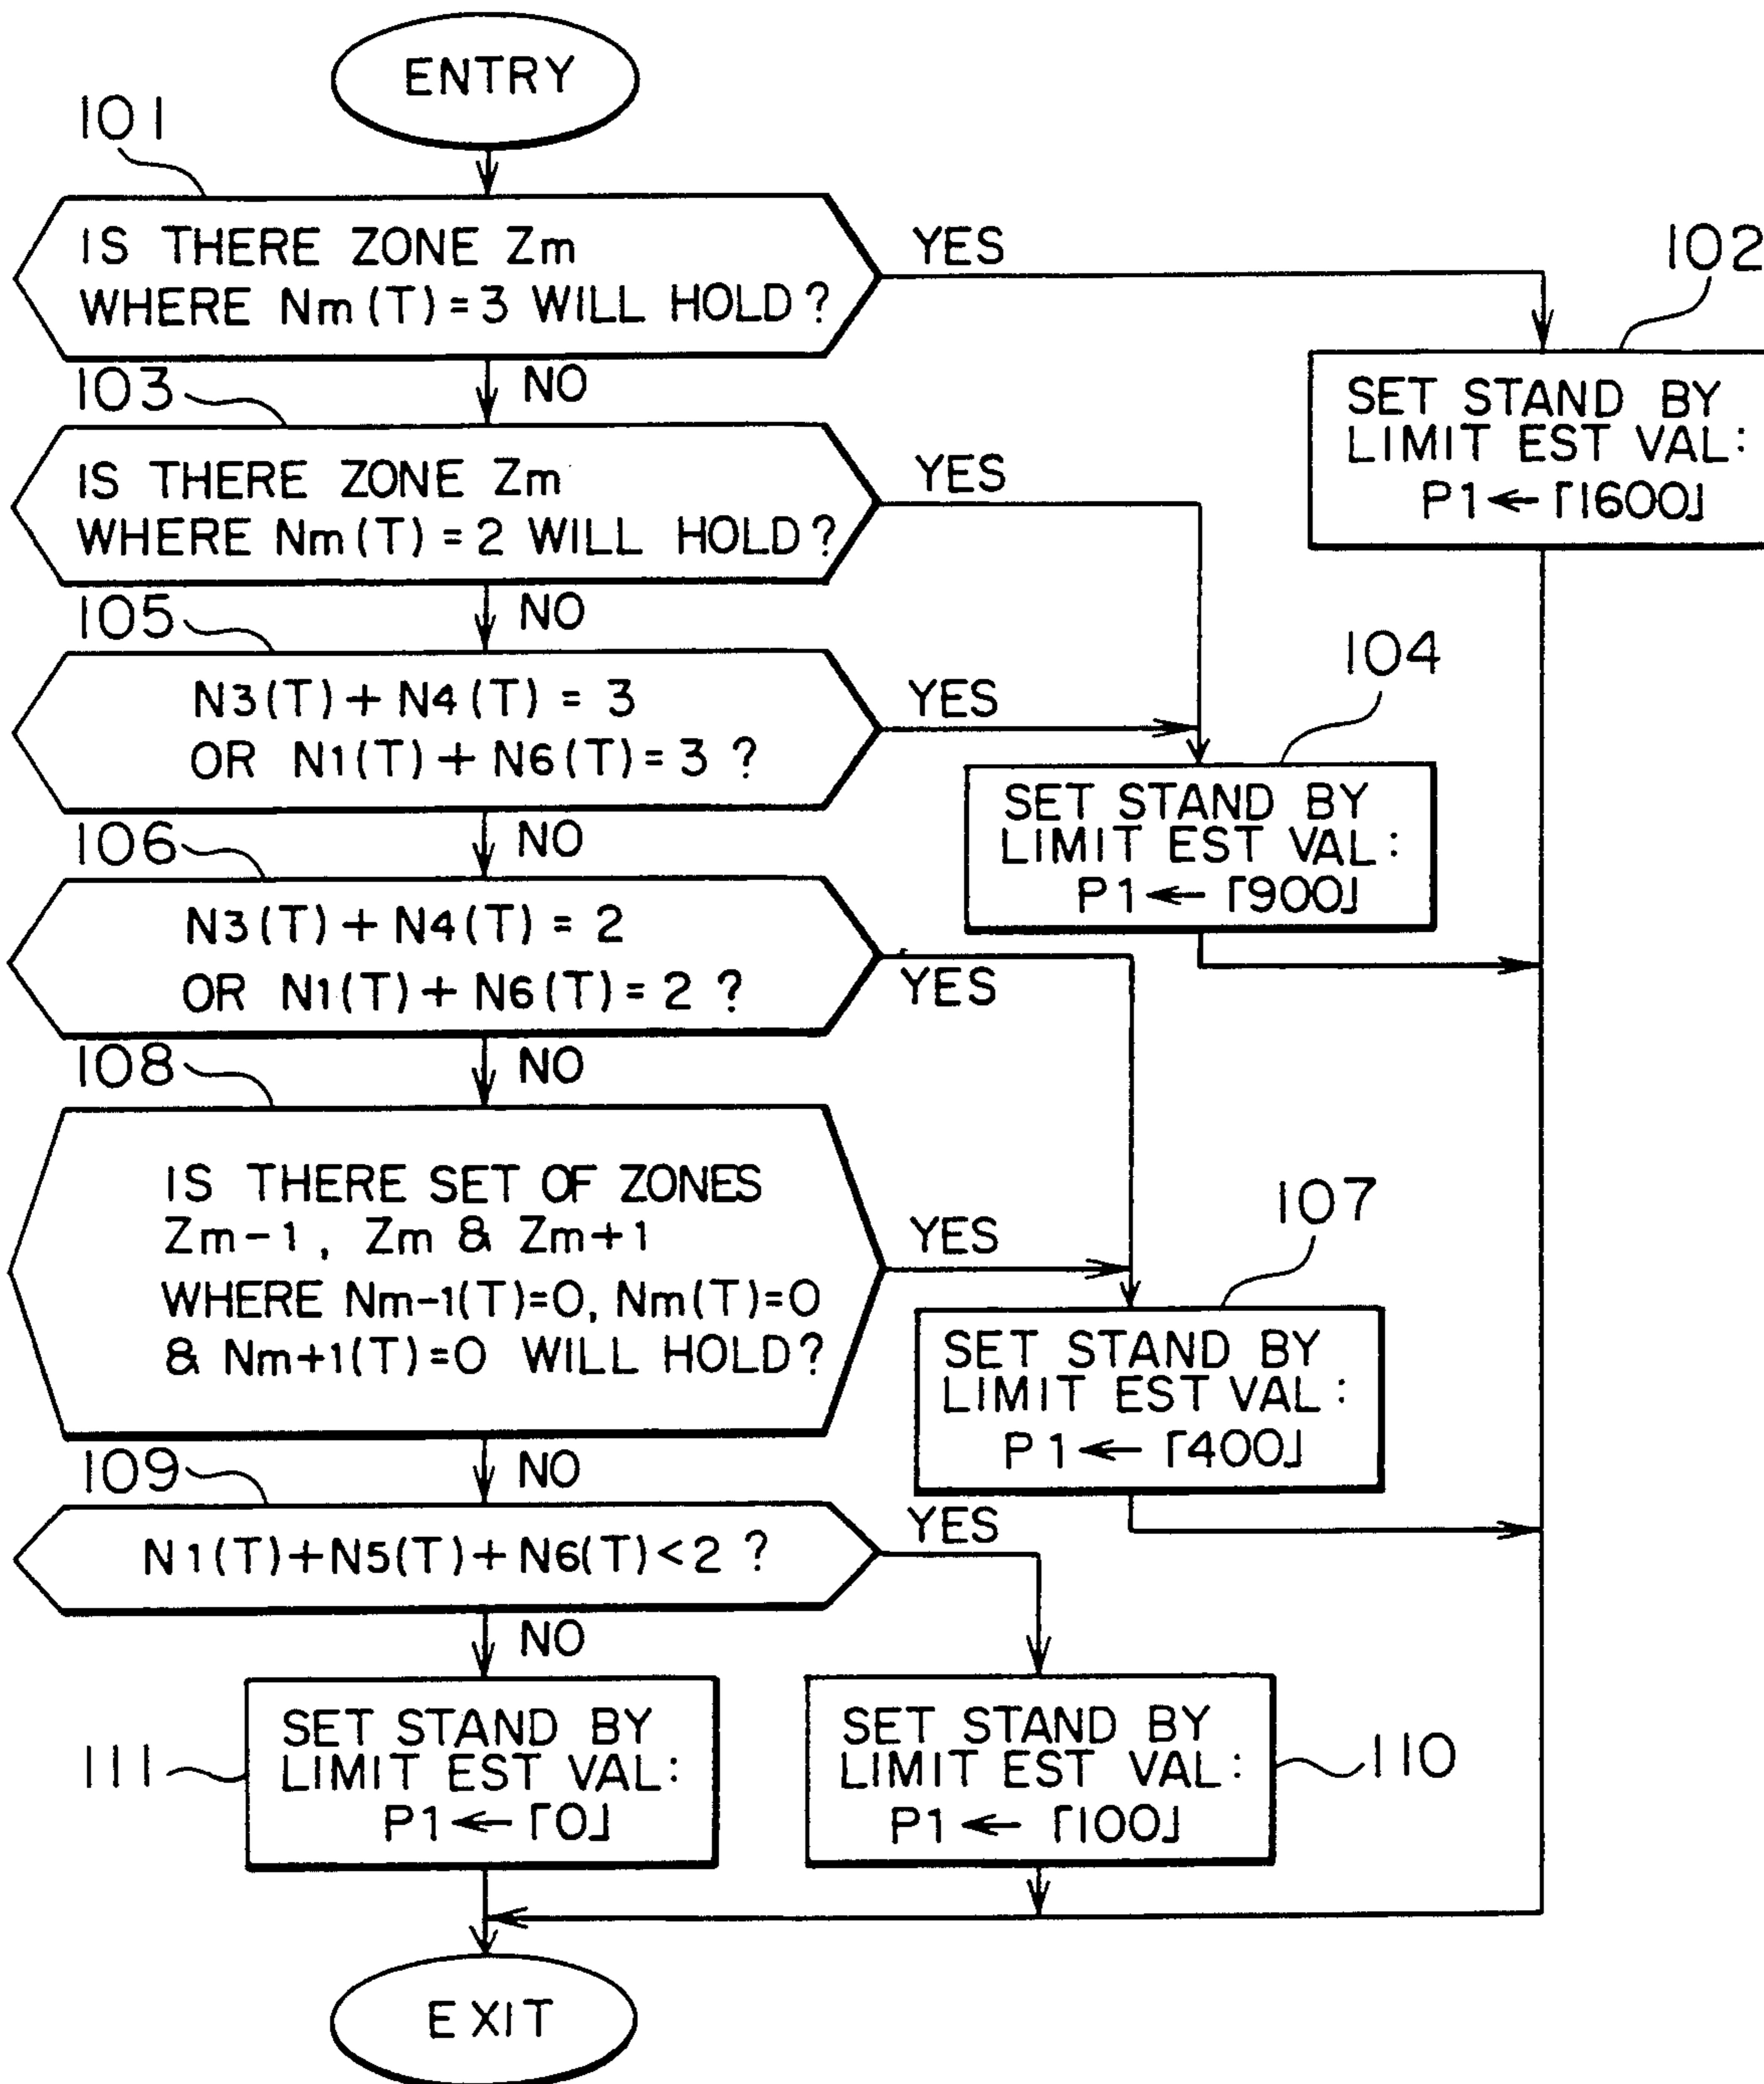 ENTRY
101
IS THERE ZONE Zm
WHERE Nm(T)=3 WILL HOLD?
YES
102
SET STAND BY
LIMIT EST VAL:
P1←「1600」
NO
103
IS THERE ZONE Zm
WHERE Nm(T)=2 WILL HOLD?
YES
NO
105
N3(T)+N4(T)=3
OR N1(T)+N6(T)=3?
YES
104
SET STAND BY
LIMIT EST VAL:
P1←「900」
NO
106
N3(T)+N4(T)=2
OR N1(T)+N6(T)=2?
YES
NO
108
IS THERE SET OF ZONES
Zm-1, Zm & Zm+1
WHERE Nm-1(T)=0, Nm(T)=0
& Nm+1(T)=0 WILL HOLD?
YES
107
SET STAND BY
LIMIT EST VAL:
P1←「400」
NO
109
N1(T)+N5(T)+N6(T)<2?
YES
NO
111
SET STAND BY
LIMIT EST VAL:
P1←「0」
SET STAND BY
LIMIT EST VAL:
P1←「100」
110
EXIT